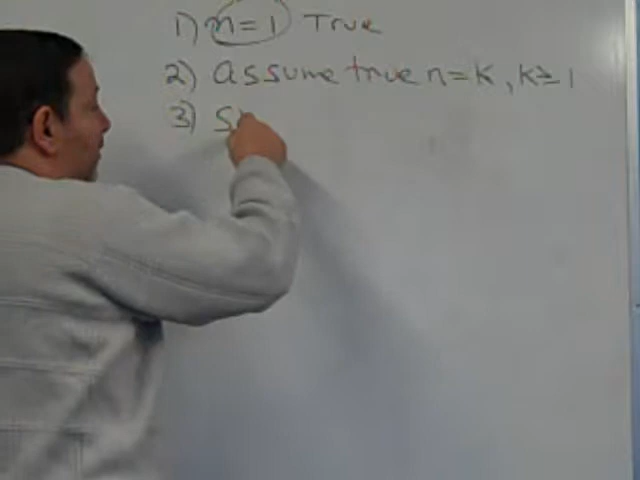 1) n=1 True
2) assume true n=k, k≥1
3) S